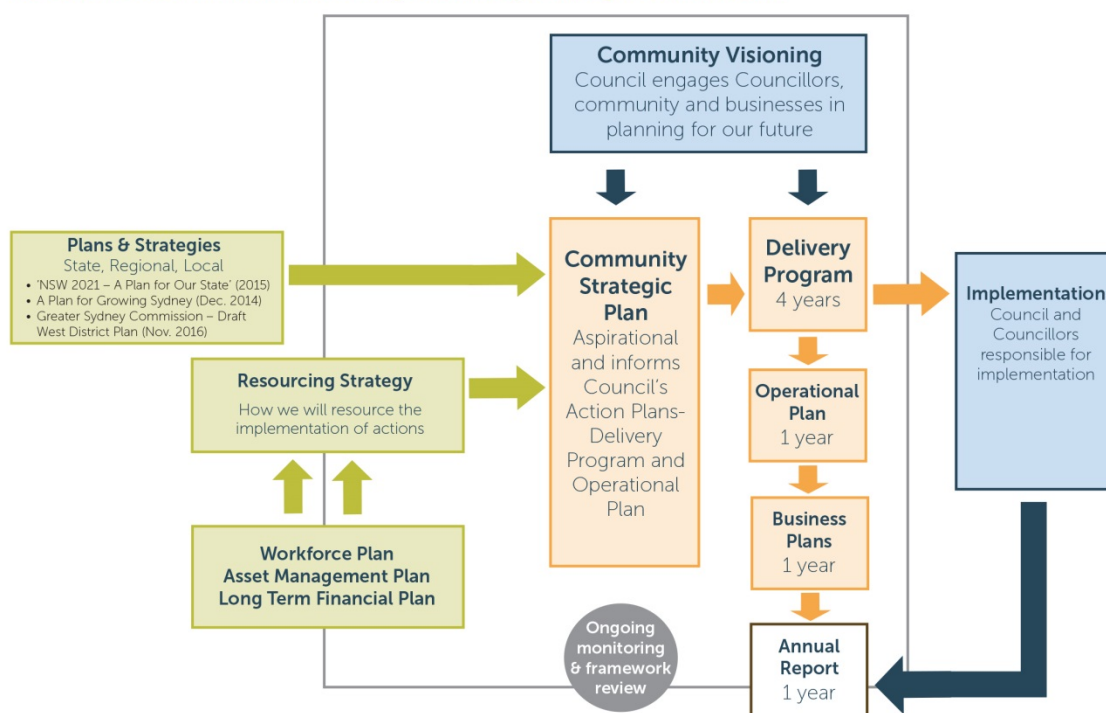 Community Visioning
Council engages Councillors,
community and businesses in
planning for our future
Plans & Strategies
State, Regional, Local
• 'NSW 2021 – A Plan for Our State' (2015)
• A Plan for Growing Sydney (Dec. 2014)
• Greater Sydney Commission – Draft
West District Plan (Nov. 2016)
Resourcing Strategy
How we will resource the
implementation of actions
Workforce Plan
Asset Management Plan
Long Term Financial Plan
Community
Strategic
Plan
Aspirational
and informs
Council's
Action Plans-
Delivery
Program and
Operational
Plan
Delivery
Program
4 years
Operational
Plan
1 year
Business
Plans
1 year
Annual
Report
1 year
Implementation
Council and
Councillors
responsible for
implementation
Ongoing
monitoring
& framework
review